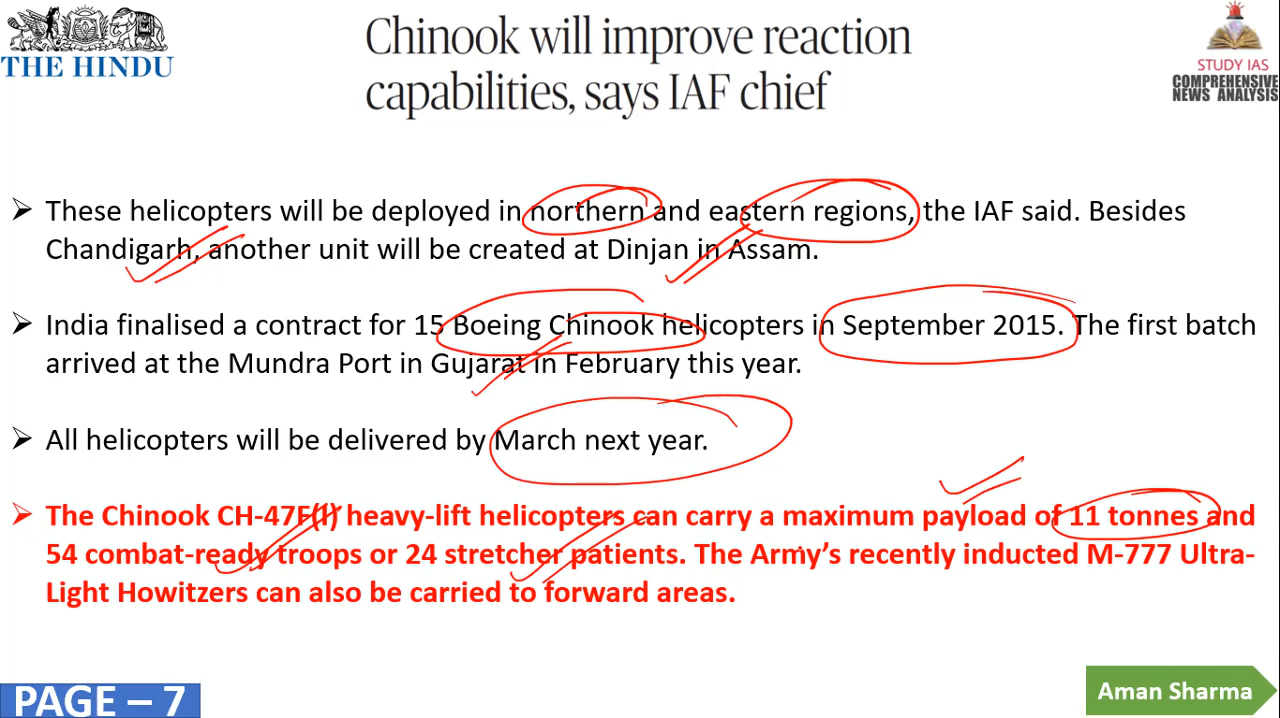 THE HINDU
Chinook will improve reaction
capabilities, says IAF chief
STUDY IAS
COMPREHENSIVE
NEWS ANALYSIS
➢ These helicopters will be deployed in northern and eastern regions, the IAF said. Besides
Chandigarh, another unit will be created at Dinjan in Assam.
➢ India finalised a contract for 15 Boeing Chinook helicopters in September 2015. The first batch
arrived at the Mundra Port in Gujarat in February this year.
➢ All helicopters will be delivered by March next year.
➢ The Chinook CH-47F(I) heavy-lift helicopters can carry a maximum payload of 11 tonnes and
54 combat-ready troops or 24 stretcher patients. The Army’s recently inducted M-777 Ultra-
Light Howitzers can also be carried to forward areas.
PAGE – 7
Aman Sharma